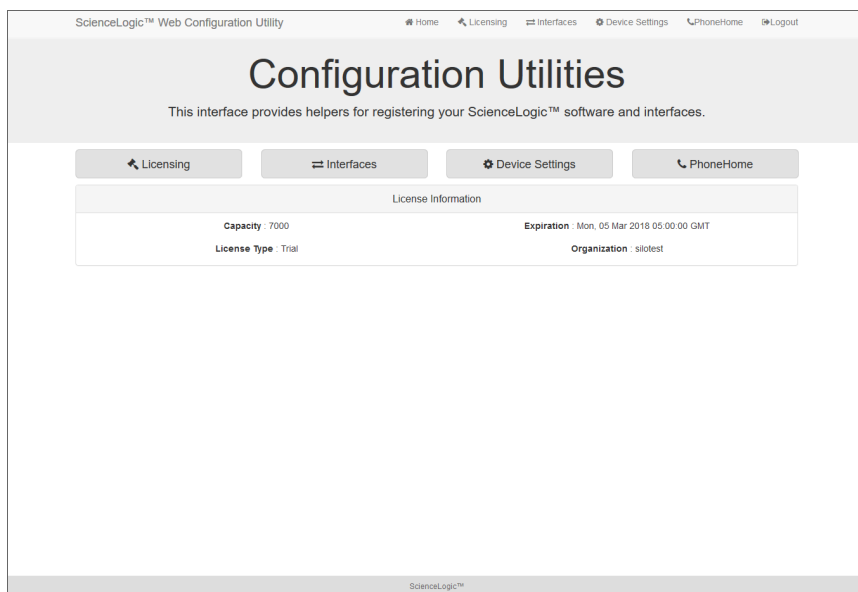 ScienceLogic™ Web Configuration Utility Home Licensing Interfaces Device Settings PhoneHome Logout
Configuration Utilities
This interface provides helpers for registering your ScienceLogic™ software and interfaces.
Licensing Interfaces Device Settings PhoneHome
License Information
Capacity : 7000 Expiration : Mon, 05 Mar 2018 05:00:00 GMT
License Type : Trial Organization : silotest
ScienceLogic™